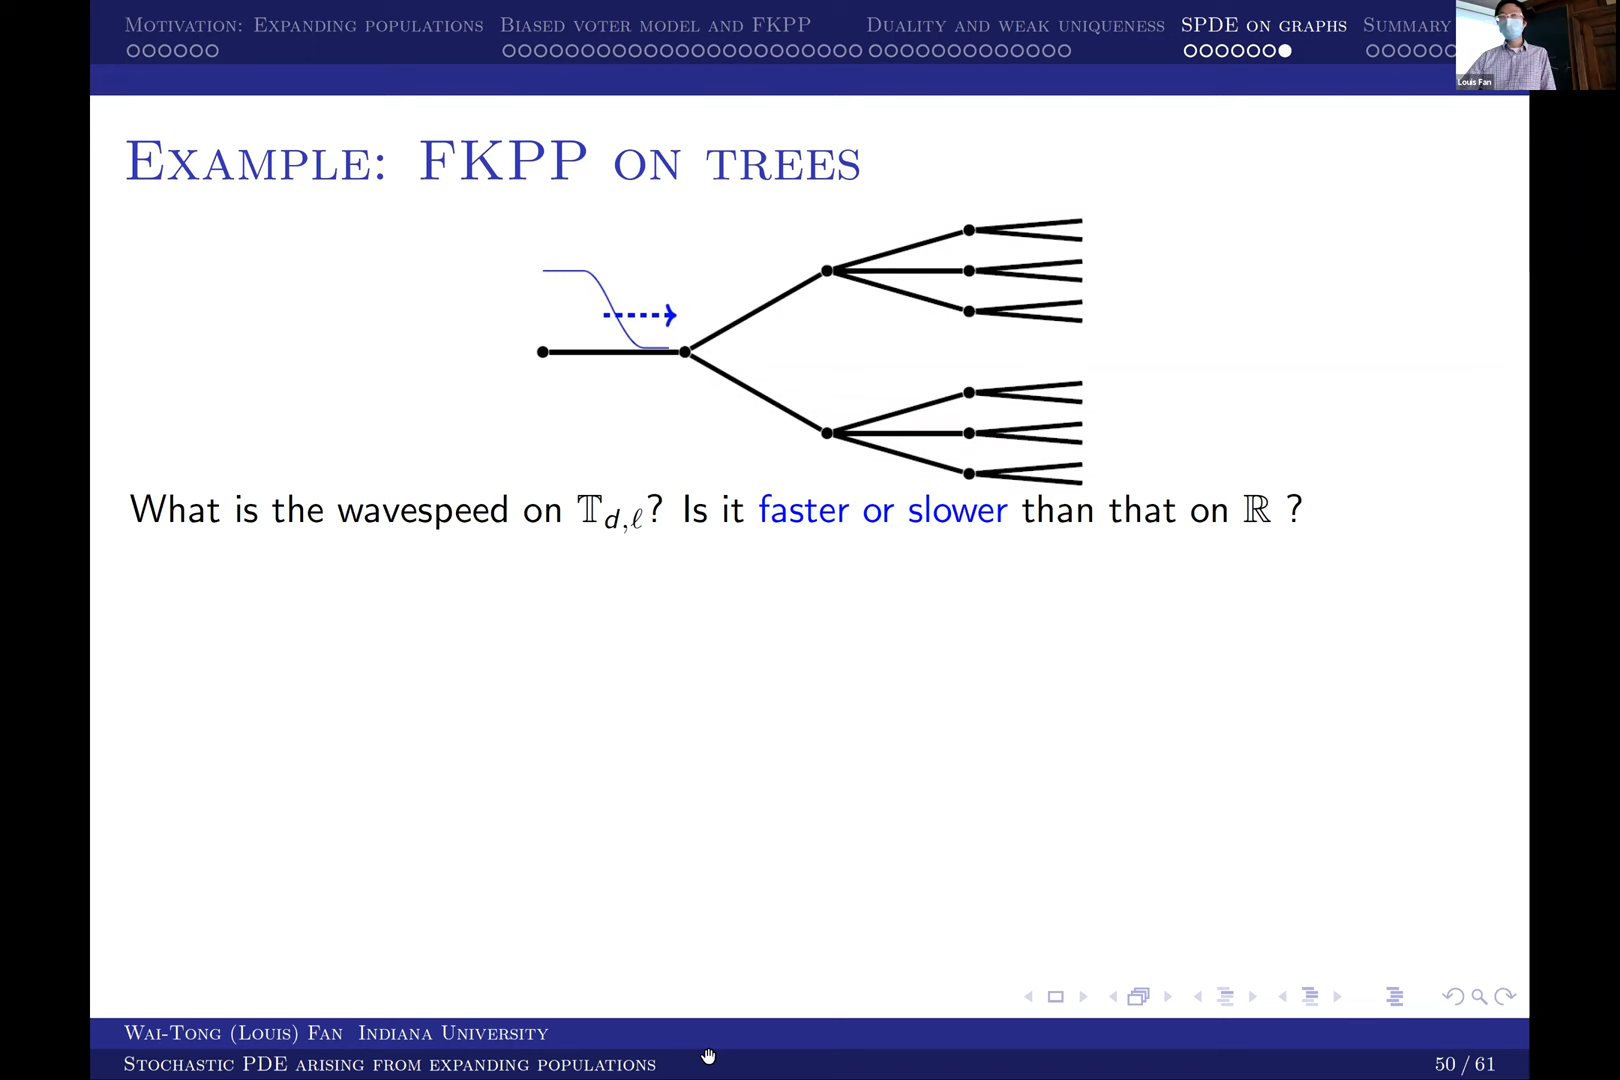 Motivation: Expanding populations Biased voter model and FKPP Duality and weak uniqueness SPDE on graphs Summary
Louis Fan
Example: FKPP on trees
What is the wavespeed on 𝕋d,ℓ? Is it faster or slower than that on ℝ ?
Wai-Tong (Louis) Fan Indiana University
Stochastic PDE arising from expanding populations 50 / 61